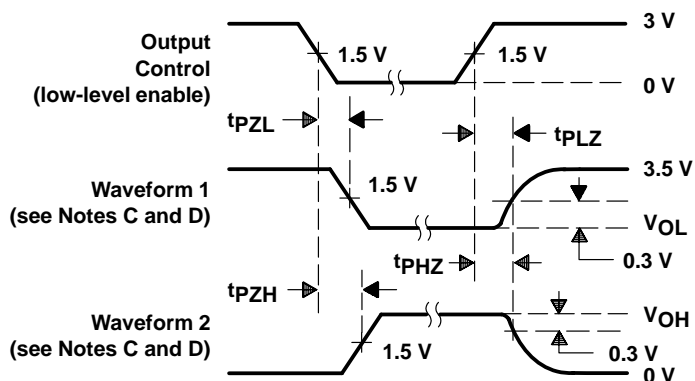 3 V
Output
Control
(low-level enable)
1.5 V
1.5 V
0 V
tPZL
tPLZ
3.5 V
Waveform 1
(see Notes C and D)
1.5 V
VOL
tPHZ
0.3 V
tPZH
VOH
Waveform 2
(see Notes C and D)
1.5 V
0.3 V
0 V